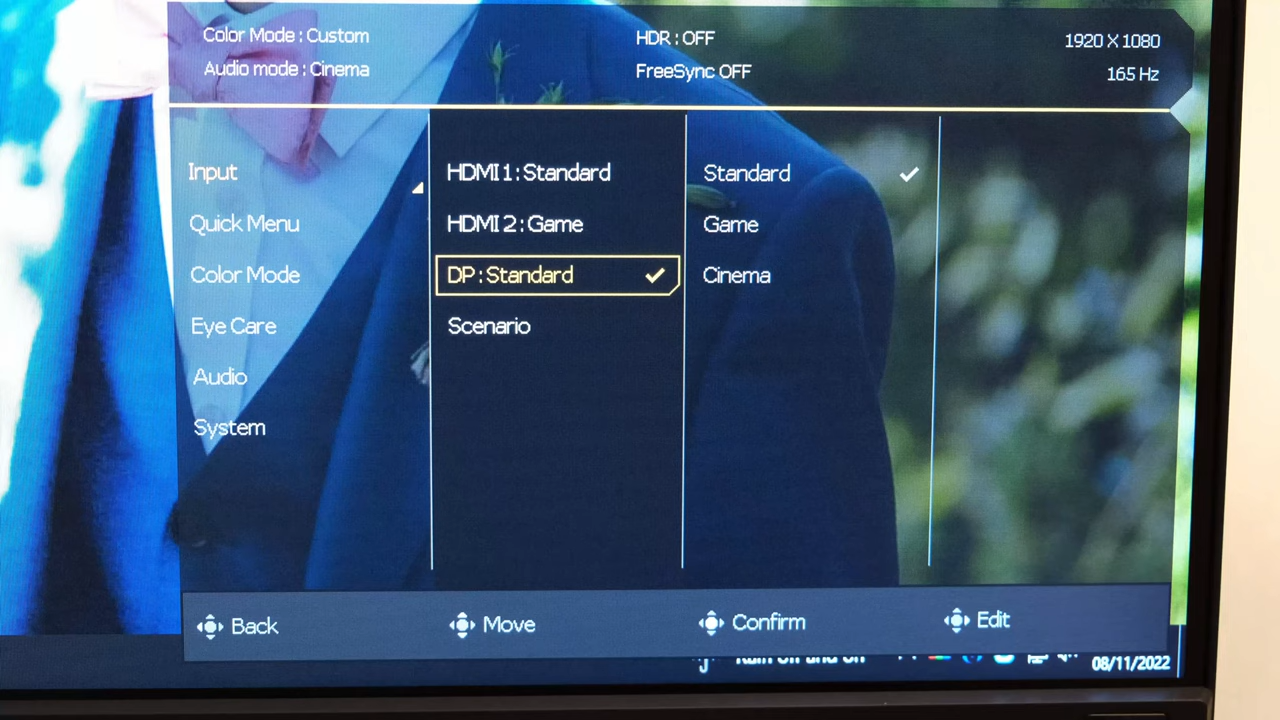 Color Mode : Custom
HDR : OFF
1920 X 1080
Audio mode : Cinema
FreeSync OFF
165 Hz
Input
Quick Menu
Color Mode
Eye Care
Audio
System
HDMI 1 : Standard
HDMI 2 : Game
DP : Standard
Scenario
Standard
Game
Cinema
Back
Move
Confirm
Edit
08/11/2022